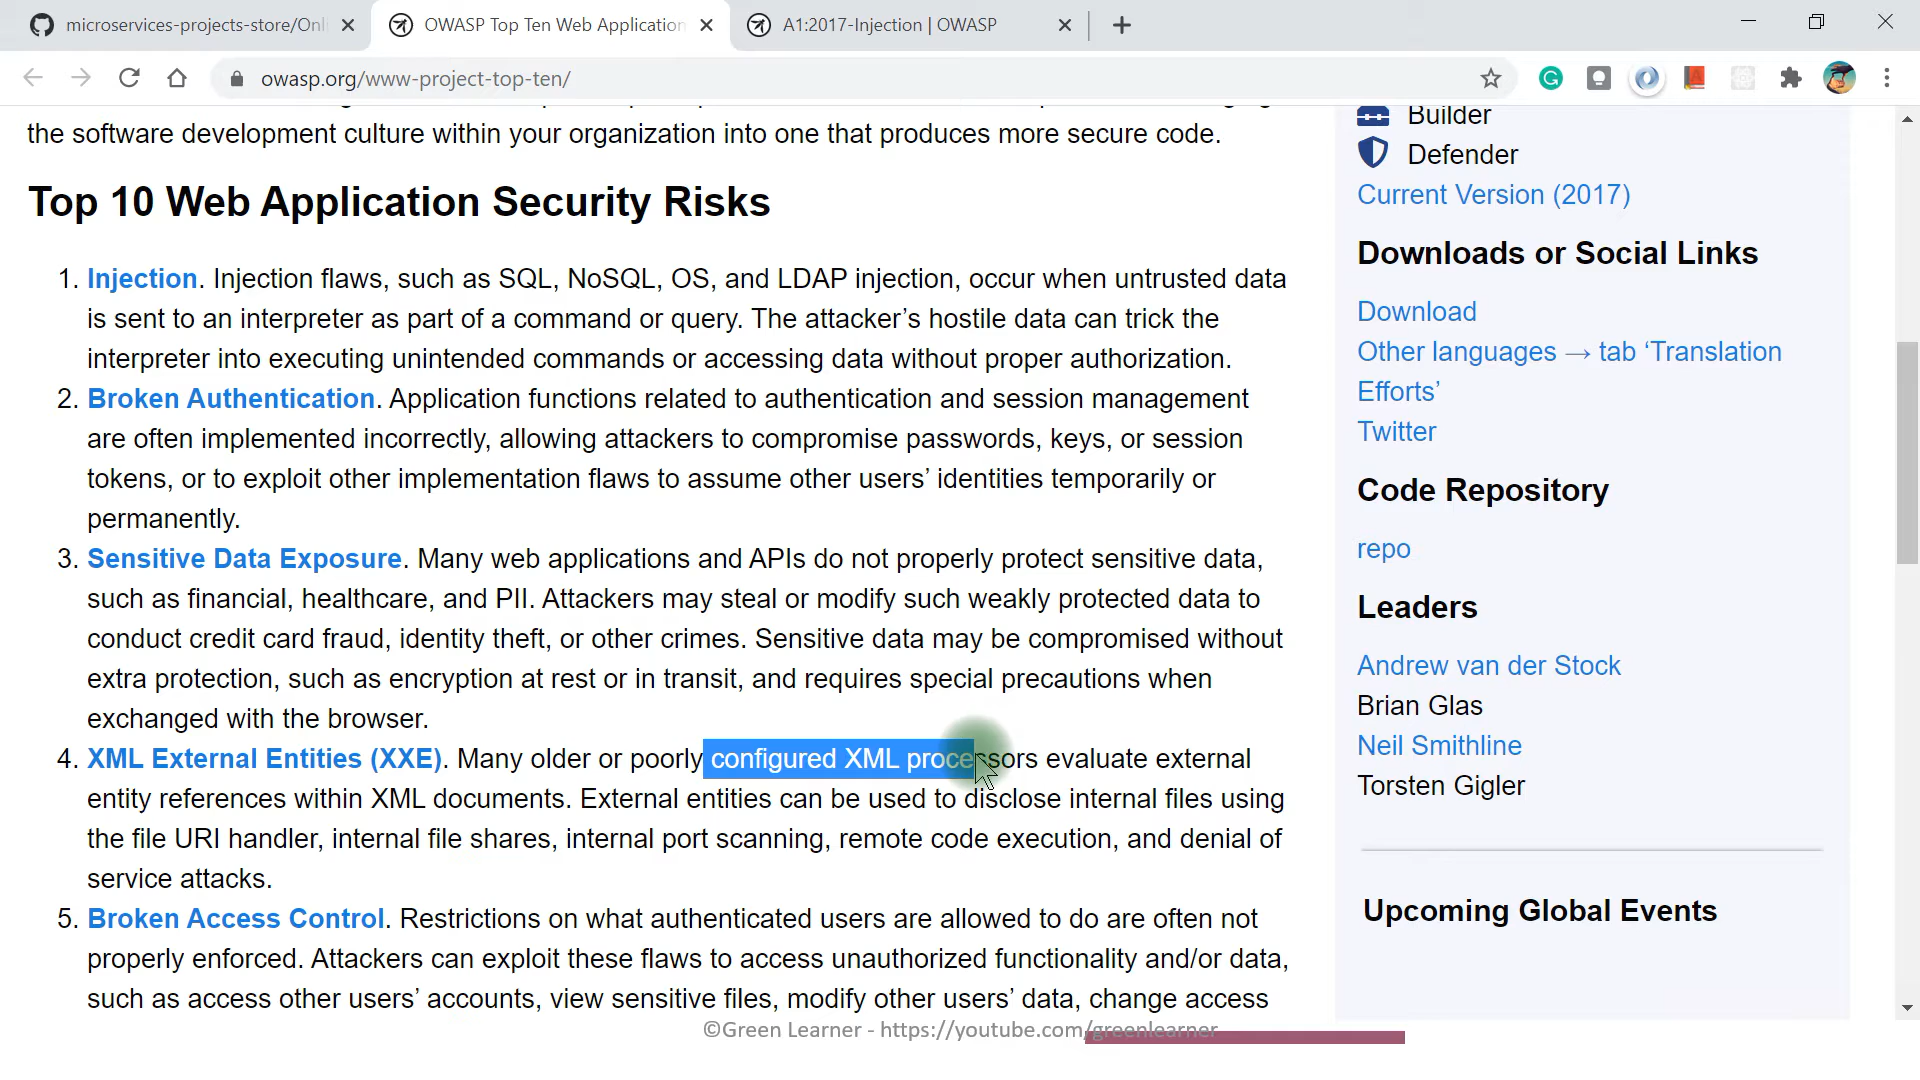 microservices-projects-store/Onl
OWASP Top Ten Web Application
A1:2017-Injection | OWASP
owasp.org/www-project-top-ten/
the software development culture within your organization into one that produces more secure code.
Top 10 Web Application Security Risks
1. Injection. Injection flaws, such as SQL, NoSQL, OS, and LDAP injection, occur when untrusted data
is sent to an interpreter as part of a command or query. The attacker’s hostile data can trick the
interpreter into executing unintended commands or accessing data without proper authorization.
2. Broken Authentication. Application functions related to authentication and session management
are often implemented incorrectly, allowing attackers to compromise passwords, keys, or session
tokens, or to exploit other implementation flaws to assume other users’ identities temporarily or
permanently.
3. Sensitive Data Exposure. Many web applications and APIs do not properly protect sensitive data,
such as financial, healthcare, and PII. Attackers may steal or modify such weakly protected data to
conduct credit card fraud, identity theft, or other crimes. Sensitive data may be compromised without
extra protection, such as encryption at rest or in transit, and requires special precautions when
exchanged with the browser.
4. XML External Entities (XXE). Many older or poorly configured XML processors evaluate external
entity references within XML documents. External entities can be used to disclose internal files using
the file URI handler, internal file shares, internal port scanning, remote code execution, and denial of
service attacks.
5. Broken Access Control. Restrictions on what authenticated users are allowed to do are often not
properly enforced. Attackers can exploit these flaws to access unauthorized functionality and/or data,
such as access other users’ accounts, view sensitive files, modify other users’ data, change access
Builder
Defender
Current Version (2017)
Downloads or Social Links
Download
Other languages → tab ‘Translation
Efforts’
Twitter
Code Repository
repo
Leaders
Andrew van der Stock
Brian Glas
Neil Smithline
Torsten Gigler
Upcoming Global Events
©Green Learner - https://youtube.com/greenlearner